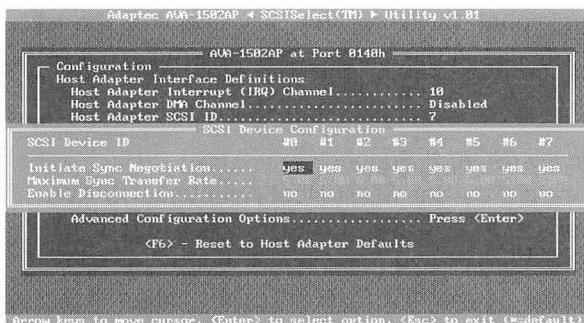 Adaptec AVA-1502AP ◄ SCSISelect(TM) ► Utility v1.01
AVA-1502AP at Port 0140h
Configuration
Host Adapter Interface Definitions
Host Adapter Interrupt (IRQ) Channel............ 10
Host Adapter DMA Channel........................ Disabled
Host Adapter SCSI ID............................ 7
SCSI Device Configuration
SCSI Device ID #0 #1 #2 #3 #4 #5 #6 #7
Initiate Sync Negotiation...... yes yes yes yes yes yes yes yes
Maximum Sync Transfer Rate.....
Enable Disconnection........... no no no no no no no no
Advanced Configuration Options.................. Press <Enter>
<F6> - Reset to Host Adapter Defaults
Arrow keys to move cursor, <Enter> to select option, <Esc> to exit (*=default)